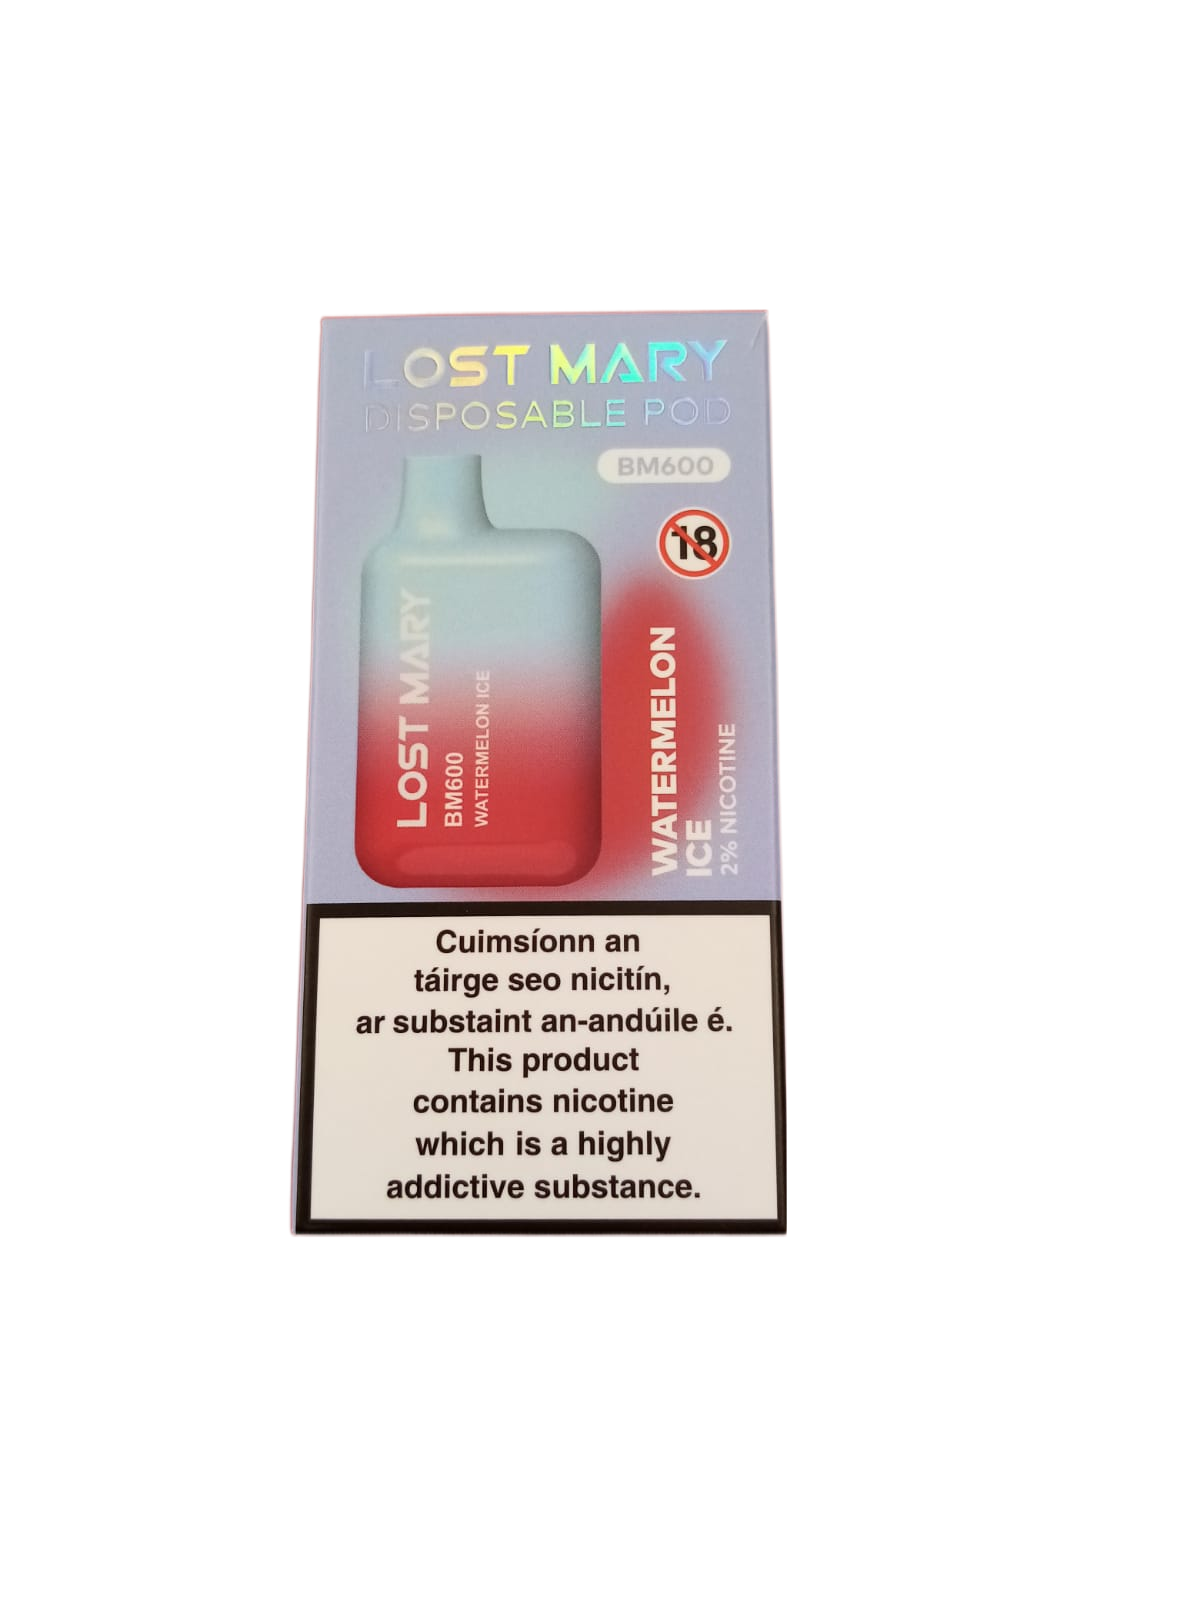 LOST MARY
DISPOSABLE POD
BM600
18
LOST MARY
BM600
WATERMELON ICE
WATERMELON
ICE
2% NICOTINE
Cuimsíonn an
táirge seo nicitín,
ar substaint an-andúile é.
This product
contains nicotine
which is a highly
addictive substance.